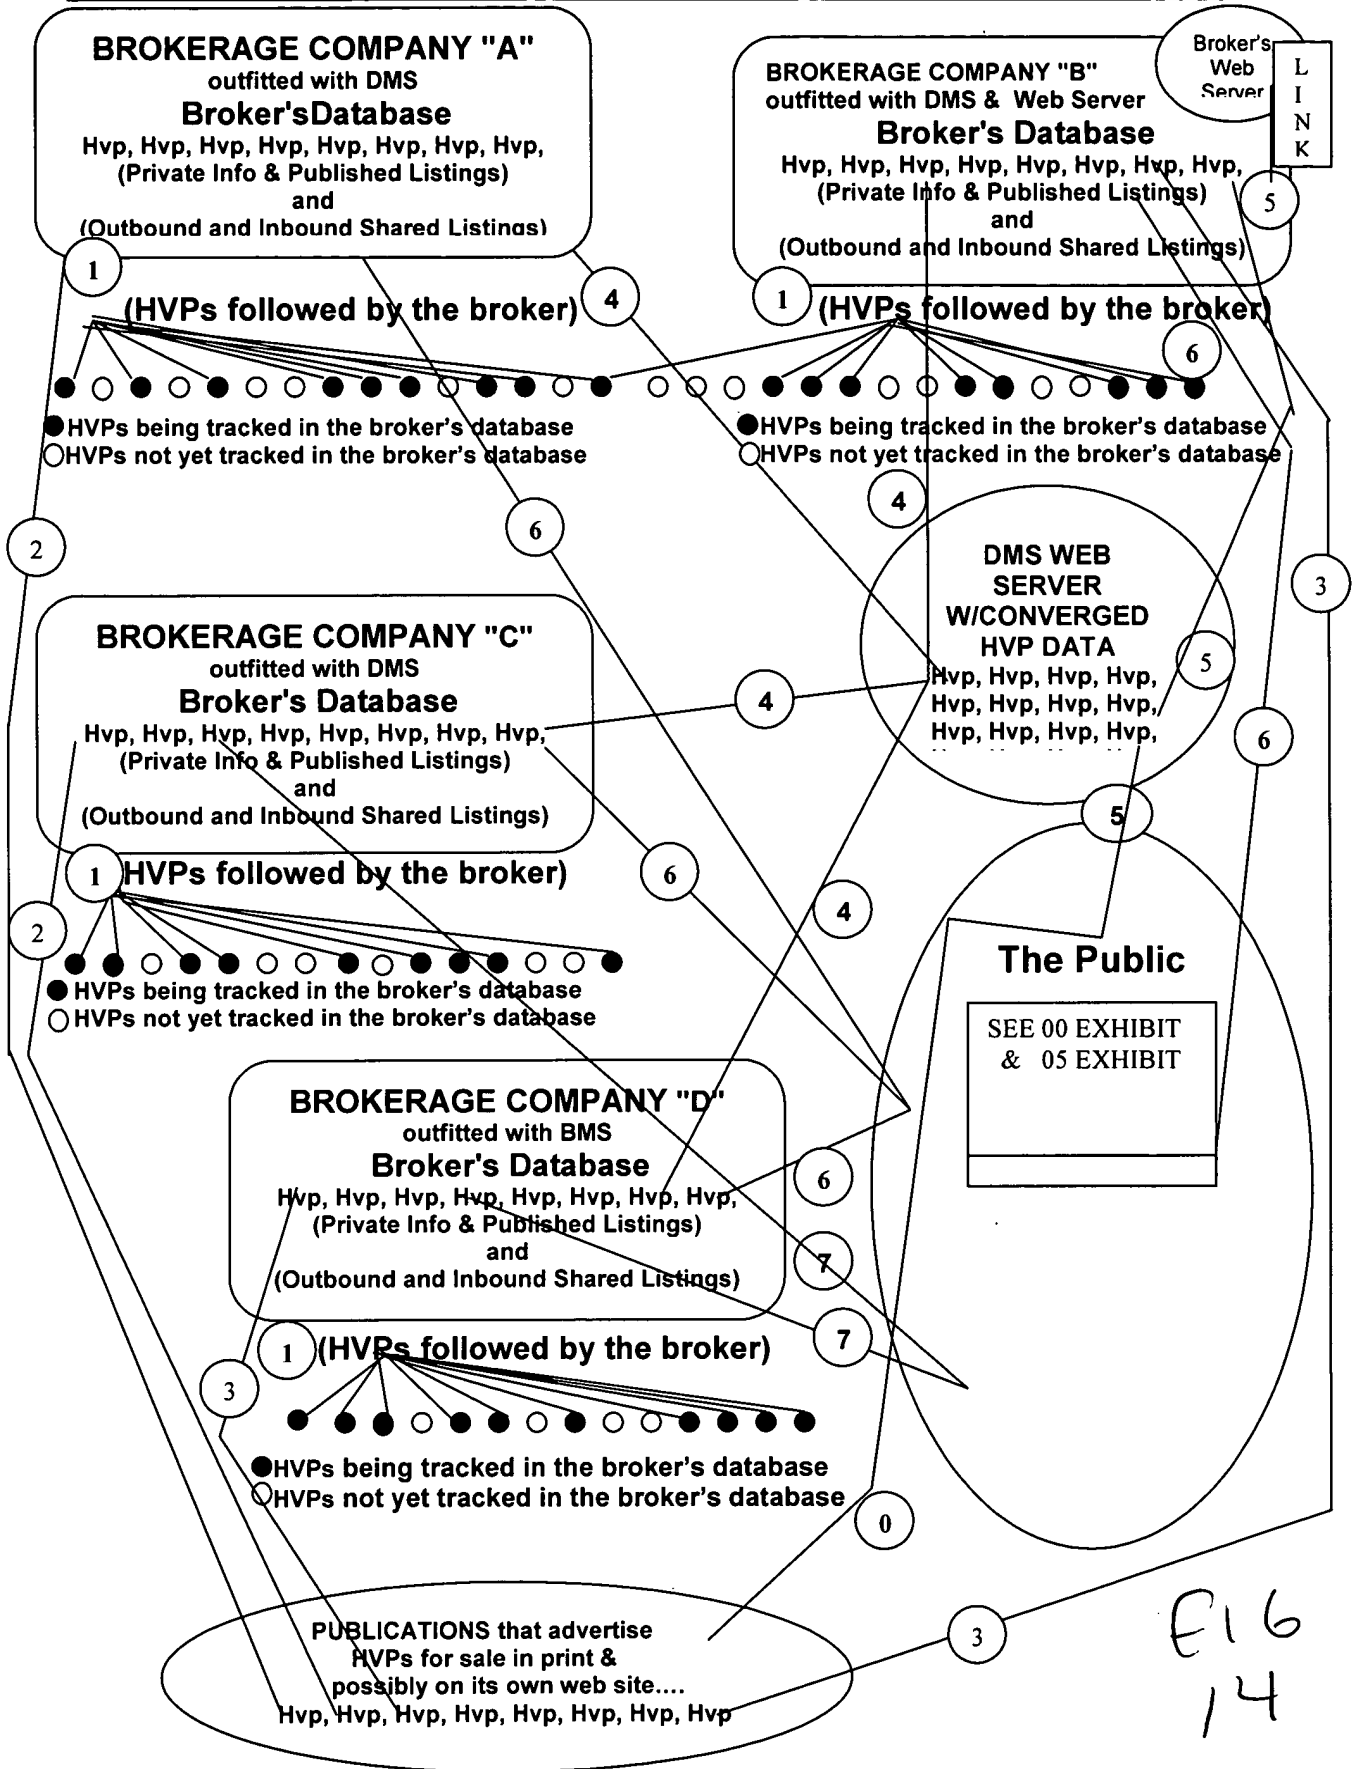 BROKERAGE COMPANY "A"
outfitted with DMS
Broker'sDatabase
Hvp, Hvp, Hvp, Hvp, Hvp, Hvp, Hvp, Hvp,
(Private Info & Published Listings)
and
(Outbound and Inbound Shared Listings)
1
(HVPs followed by the broker)
4
HVPs being tracked in the broker's database
HVPs not yet tracked in the broker's database
Broker's
Web
Server
L
I
N
K
BROKERAGE COMPANY "B"
outfitted with DMS & Web Server
Broker's Database
Hvp, Hvp, Hvp, Hvp, Hvp, Hvp, Hvp, Hvp,
(Private Info & Published Listings)
and
(Outbound and Inbound Shared Listings)
5
1
(HVPs followed by the broker)
6
HVPs being tracked in the broker's database
HVPs not yet tracked in the broker's database
2
6
4
3
DMS WEB
SERVER
W/CONVERGED
HVP DATA
Hvp, Hvp, Hvp, Hvp,
Hvp, Hvp, Hvp, Hvp,
Hvp, Hvp, Hvp, Hvp,
5
6
5
BROKERAGE COMPANY "C"
outfitted with DMS
Broker's Database
Hvp, Hvp, Hvp, Hvp, Hvp, Hvp, Hvp, Hvp,
(Private Info & Published Listings)
and
(Outbound and Inbound Shared Listings)
4
1
HVPs followed by the broker)
6
4
2
HVPs being tracked in the broker's database
HVPs not yet tracked in the broker's database
The Public
SEE 00 EXHIBIT
& 05 EXHIBIT
BROKERAGE COMPANY "D"
outfitted with BMS
Broker's Database
Hvp, Hvp, Hvp, Hvp, Hvp, Hvp, Hvp, Hvp,
(Private Info & Published Listings)
and
(Outbound and Inbound Shared Listings)
6
7
7
1
(HVPs followed by the broker)
3
HVPs being tracked in the broker's database
HVPs not yet tracked in the broker's database
0
PUBLICATIONS that advertise
HVPs for sale in print &
possibly on its own web site....
Hvp, Hvp, Hvp, Hvp, Hvp, Hvp, Hvp, Hvp
3
E16
14